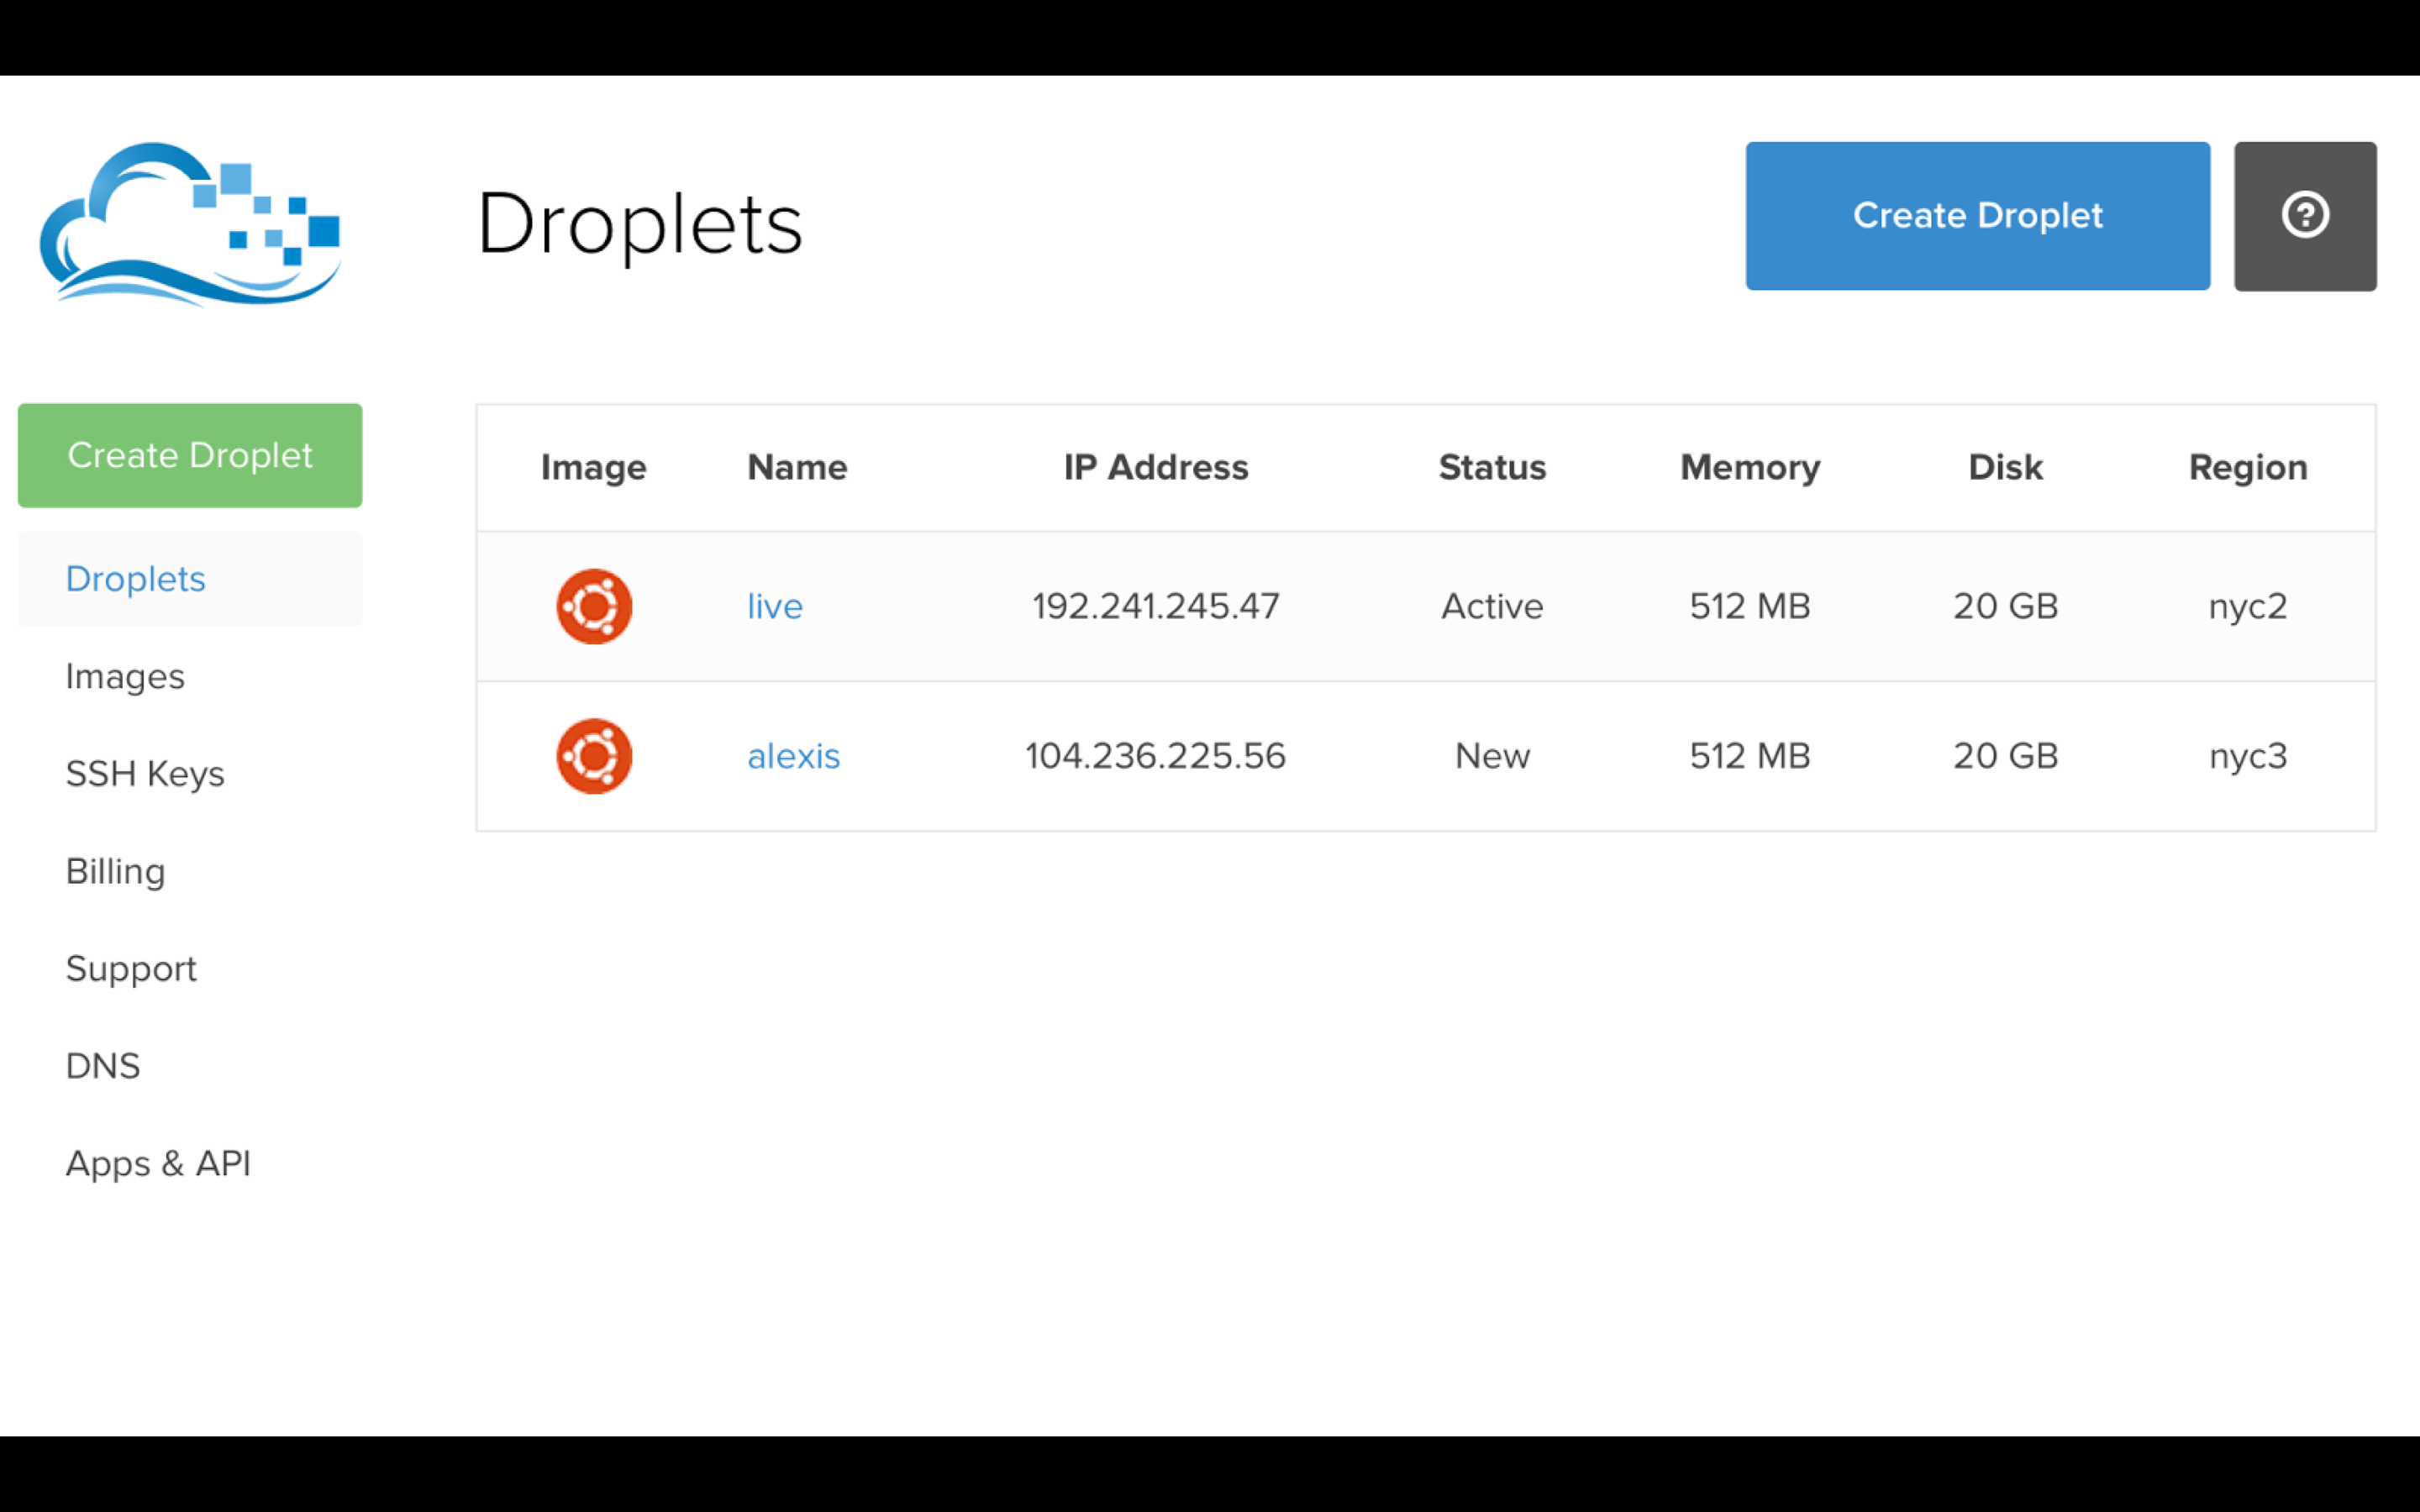 Droplets
Create Droplet
Create Droplet
Droplets
Images
SSH Keys
Billing
Support
DNS
Apps & API
Image Name IP Address Status Memory Disk Region
live 192.241.245.47 Active 512 MB 20 GB nyc2
alexis 104.236.225.56 New 512 MB 20 GB nyc3